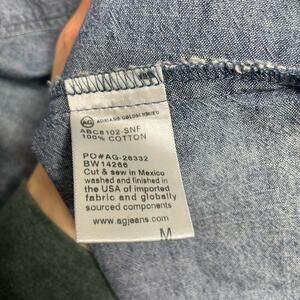 AG ADRIANO GOLDSCHMIED
ABC8102-SNF
100% COTTON
PO#AG-26332
BW14266
Cut & sew in Mexico
washed and finished in
the USA of imported
fabric and globally
sourced components
www.agjeans.com
M